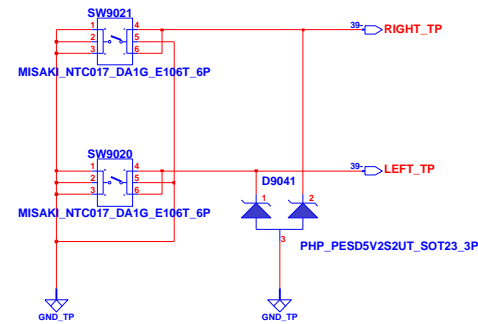 SW9021
1
2
3
4
5
6
39-
RIGHT_TP
MISAKI_NTC017_DA1G_E106T_6P
SW9020
1
2
3
4
5
6
39-
LEFT_TP
MISAKI_NTC017_DA1G_E106T_6P
D9041
1
2
3
PHP_PESD5V2S2UT_SOT23_3P
GND_TP
GND_TP